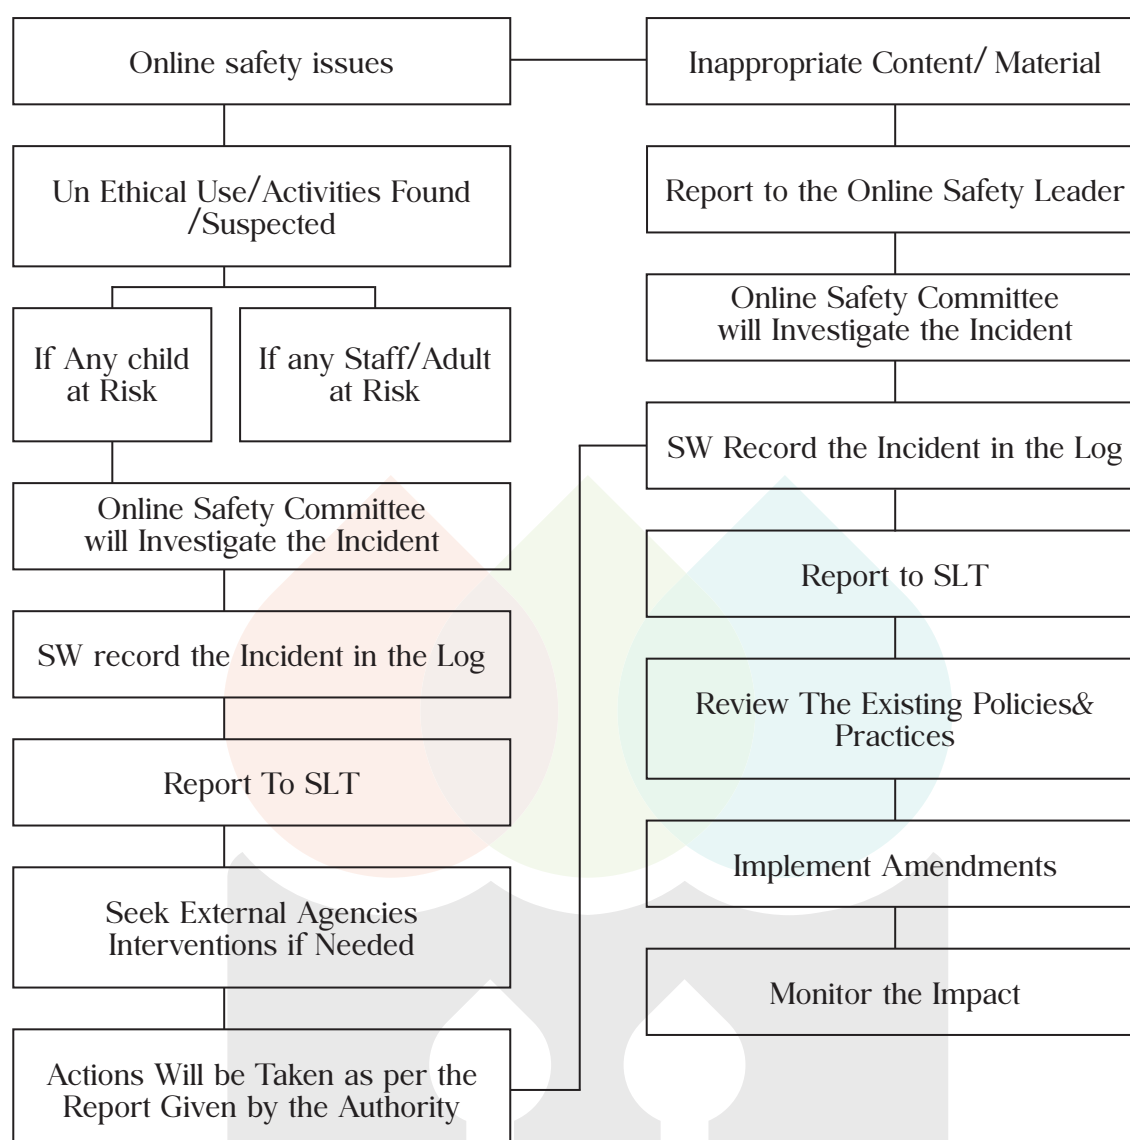 Online safety issues
Un Ethical Use/Activities Found
/Suspected
If Any child
at Risk
If any Staff/Adult
at Risk
Online Safety Committee
will Investigate the Incident
SW record the Incident in the Log
Report To SLT
Seek External Agencies
Interventions if Needed
Actions Will be Taken as per the
Report Given by the Authority
Inappropriate Content/ Material
Report to the Online Safety Leader
Online Safety Committee
will Investigate the Incident
SW Record the Incident in the Log
Report to SLT
Review The Existing Policies&
Practices
Implement Amendments
Monitor the Impact